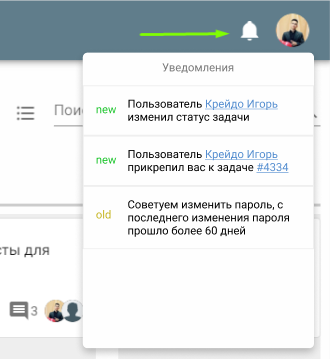 Уведомления
Пои
new
Пользователь Крейдо Игорь
изменил статус задачи
new
Пользователь Крейдо Игорь
прикрепил вас к задаче #4334
old
Советуем изменить пароль, с
последнего изменения пароля
прошло более 60 дней
сты для
3